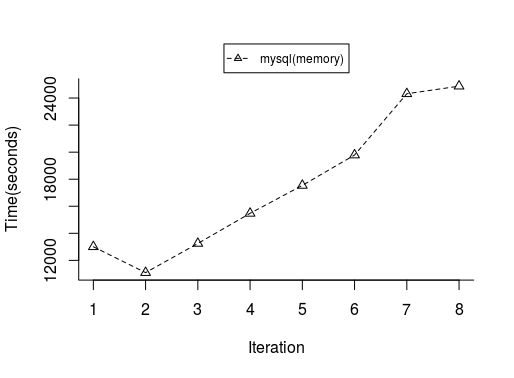 mysql(memory)
24000
18000
12000
Time(seconds)
1 2 3 4 5 6 7 8
Iteration